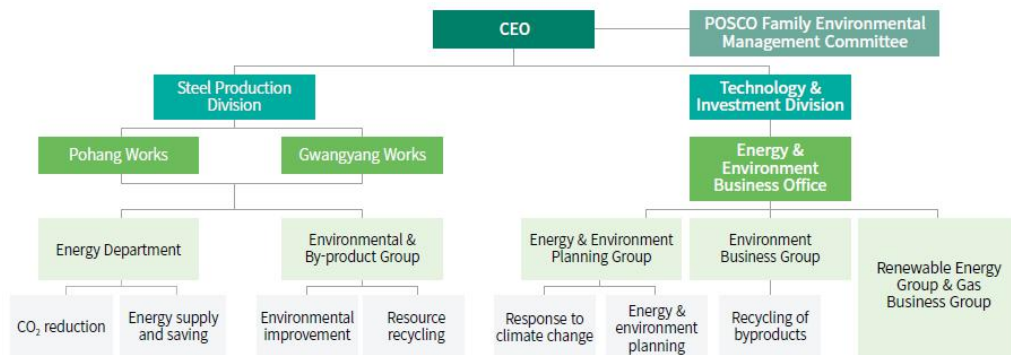 CEO
POSCO Family Environmental
Management Committee
Steel Production
Division
Technology &
Investment Division
Pohang Works
Gwangyang Works
Energy &
Environment
Business Office
Energy Department
Environmental &
By-product Group
Energy & Environment
Planning Group
Environment
Business Group
Renewable Energy
Group & Gas
Business Group
CO₂ reduction
Energy supply
and saving
Environmental
improvement
Resource
recycling
Response to
climate change
Energy &
environment
planning
Recycling of
byproducts